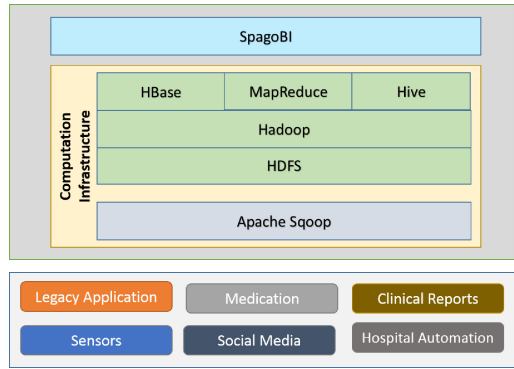 SpagoBI
Computation
Infrastructure
HBase
MapReduce
Hive
Hadoop
HDFS
Apache Sqoop
Legacy Application
Medication
Clinical Reports
Sensors
Social Media
Hospital Automation